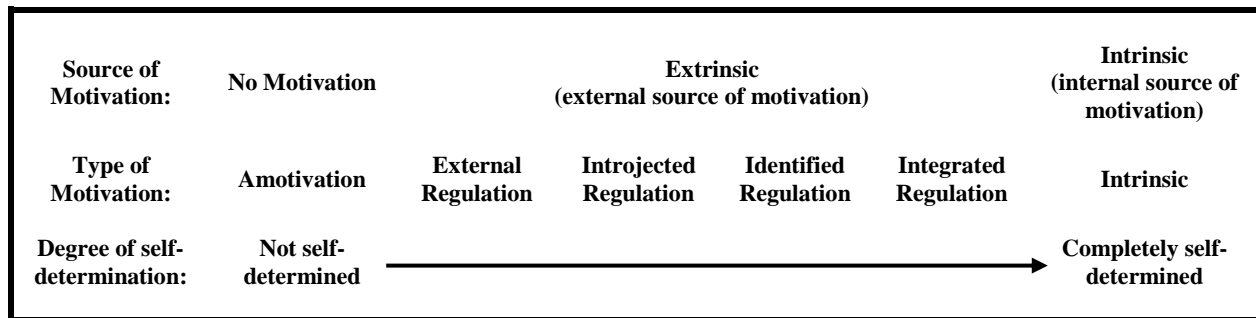 Source of
Motivation:
No Motivation
Extrinsic
(external source of motivation)
Intrinsic
(internal source of
motivation)
Type of
Motivation:
Amotivation
External
Regulation
Introjected
Regulation
Identified
Regulation
Integrated
Regulation
Intrinsic
Degree of self-
determination:
Not self-
determined
Completely self-
determined